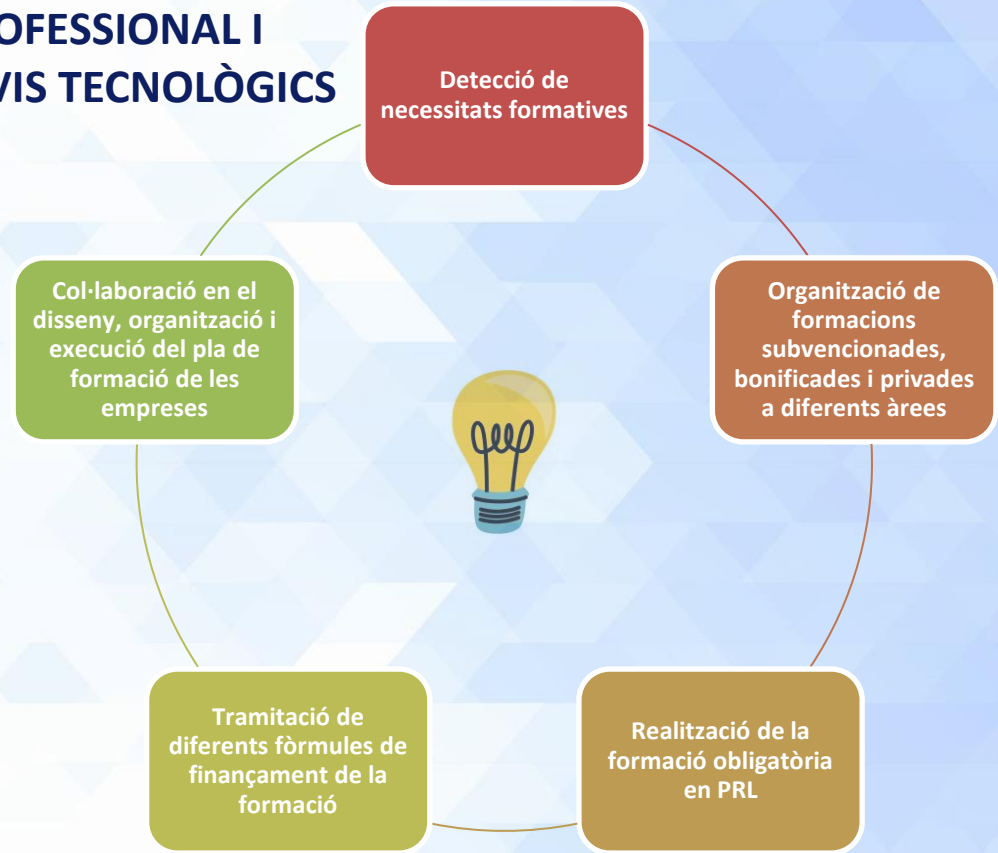 I
TECNOLÒGICS
Detecció de
necessitats formatives
Organització de
formacions
subvencionades,
bonificades i privades
a diferents àrees
Realització de la
formació obligatòria
en PRL
Tramitació de
diferents fòrmules de
finançament de la
formació
Col·laboració en el
disseny, organització i
execució del pla de
formació de les
empreses